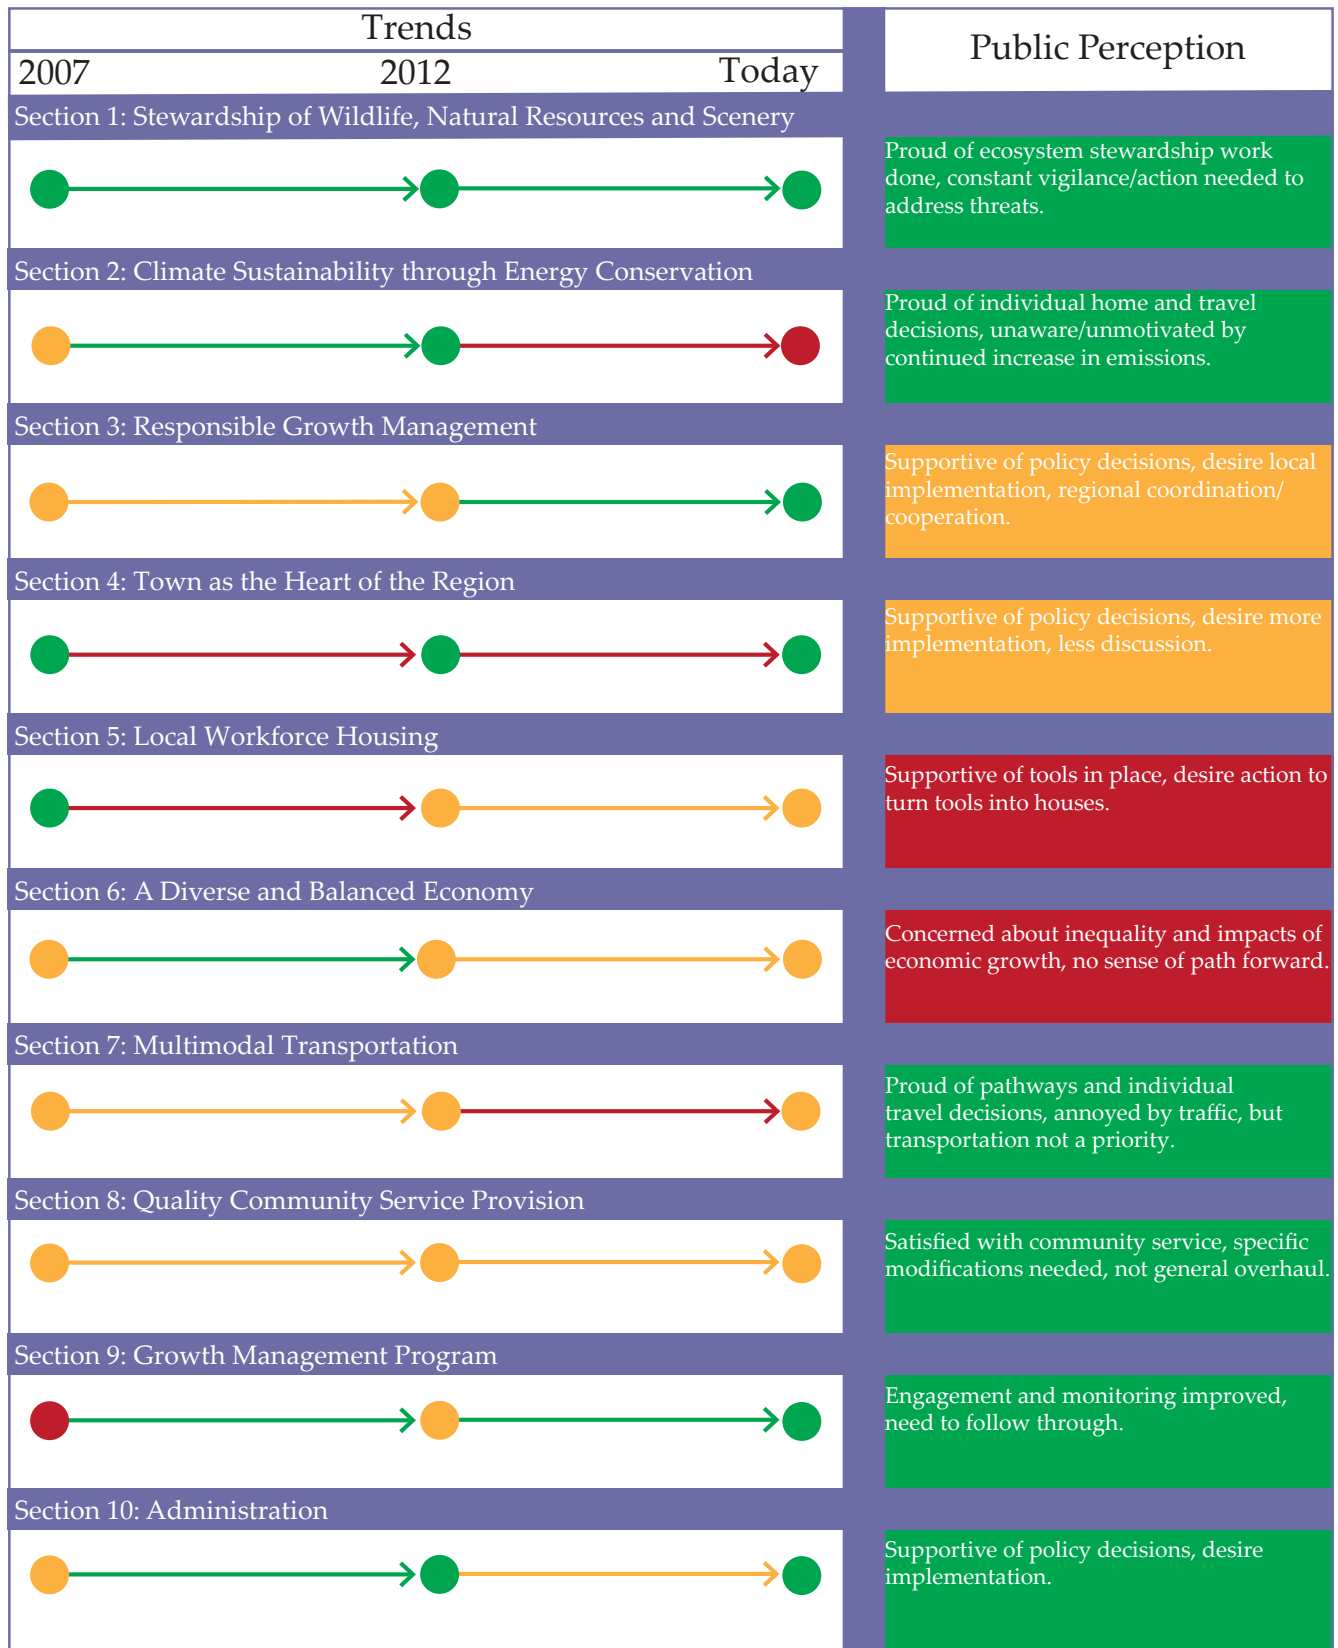 Trends
Public Perception
2007 2012 Today
Section 1: Stewardship of Wildlife, Natural Resources and Scenery
Proud of ecosystem stewardship work
done, constant vigilance/action needed to
address threats.
Section 2: Climate Sustainability through Energy Conservation
Proud of individual home and travel
decisions, unaware/unmotivated by
continued increase in emissions.
Section 3: Responsible Growth Management
Supportive of policy decisions, desire local
implementation, regional coordination/
cooperation.
Section 4: Town as the Heart of the Region
Supportive of policy decisions, desire more
implementation, less discussion.
Section 5: Local Workforce Housing
Supportive of tools in place, desire action to
turn tools into houses.
Section 6: A Diverse and Balanced Economy
Concerned about inequality and impacts of
economic growth, no sense of path forward.
Section 7: Multimodal Transportation
Proud of pathways and individual
travel decisions, annoyed by traffic, but
transportation not a priority.
Section 8: Quality Community Service Provision
Satisfied with community service, specific
modifications needed, not general overhaul.
Section 9: Growth Management Program
Engagement and monitoring improved,
need to follow through.
Section 10: Administration
Supportive of policy decisions, desire
implementation.